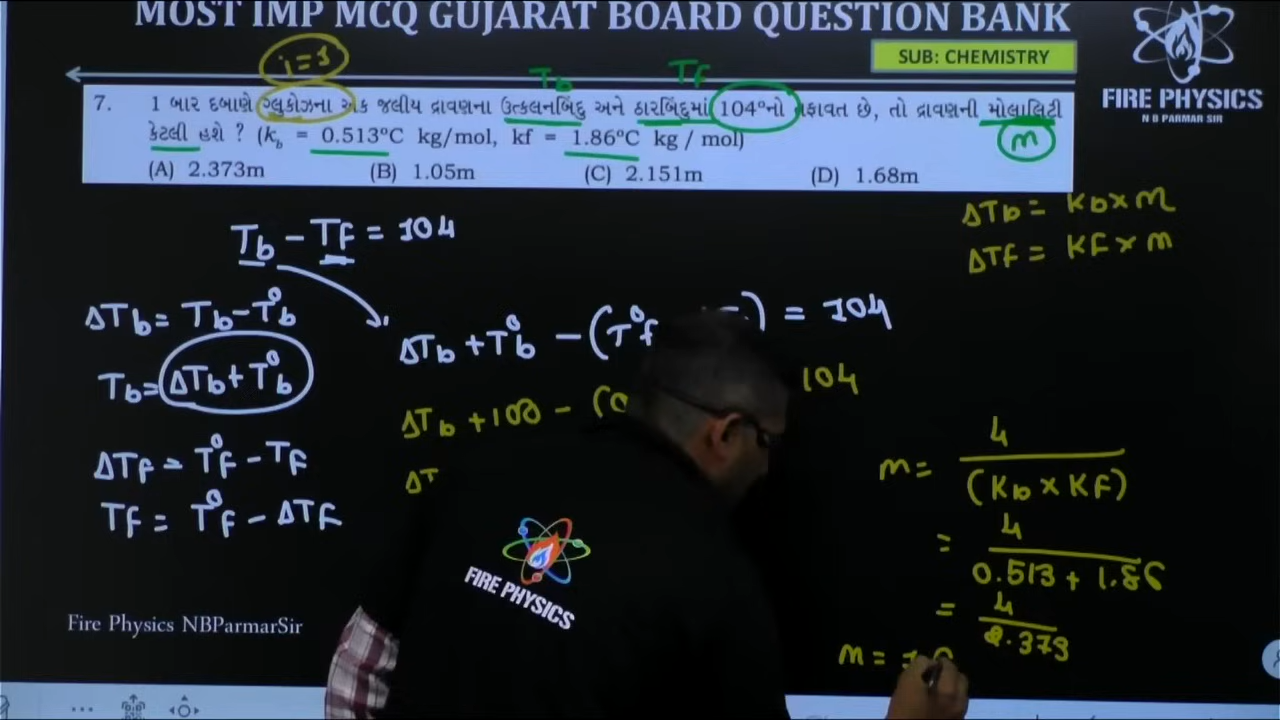 MOST IMP MCQ GUJARAT BOARD QUESTION BANK
SUB: CHEMISTRY
FIRE PHYSICS
N B PARMAR SIR
i=1
Tb
Tf
7. 1 બાર દબાણે ગ્લુકોઝના એક જલીય દ્રાવણના ઉત્કલનબિંદુ અને ઠારબિંદુમાં 104°નો તફાવત છે, તો દ્રાવણની મોલાલિટી
કેટલી હશે ? (kb = 0.513°C kg/mol, kf = 1.86°C kg / mol)
m
(A) 2.373m (B) 1.05m (C) 2.151m (D) 1.68m
Tb - Tf = 104
ΔTb = Tb - T°b
Tb = ΔTb + T°b
ΔTf = T°f - Tf
Tf = T°f - ΔTf
ΔTb + T°b - (T°f ) = 104
ΔTb + 100 - (0 104
ΔT
ΔTb = Kb × m
ΔTf = KF × m
m = 4
(Kb × KF)
= 4
0.513 + 1.86
= 4
2.373
m = 1
FIRE PHYSICS
Fire Physics NBParmarSir